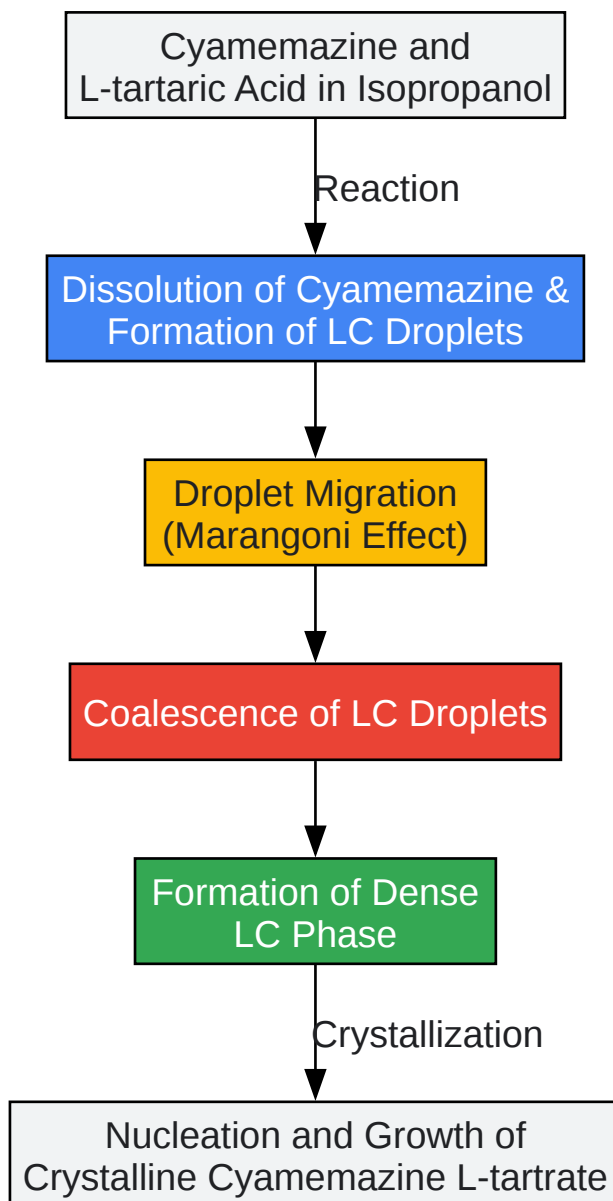 Cyamemazine and
L-tartaric Acid in Isopropanol
Reaction
Dissolution of Cyamemazine &
Formation of LC Droplets
Droplet Migration
(Marangoni Effect)
Coalescence of LC Droplets
Formation of Dense
LC Phase
Crystallization
Nucleation and Growth of
Crystalline Cyamemazine L-tartrate